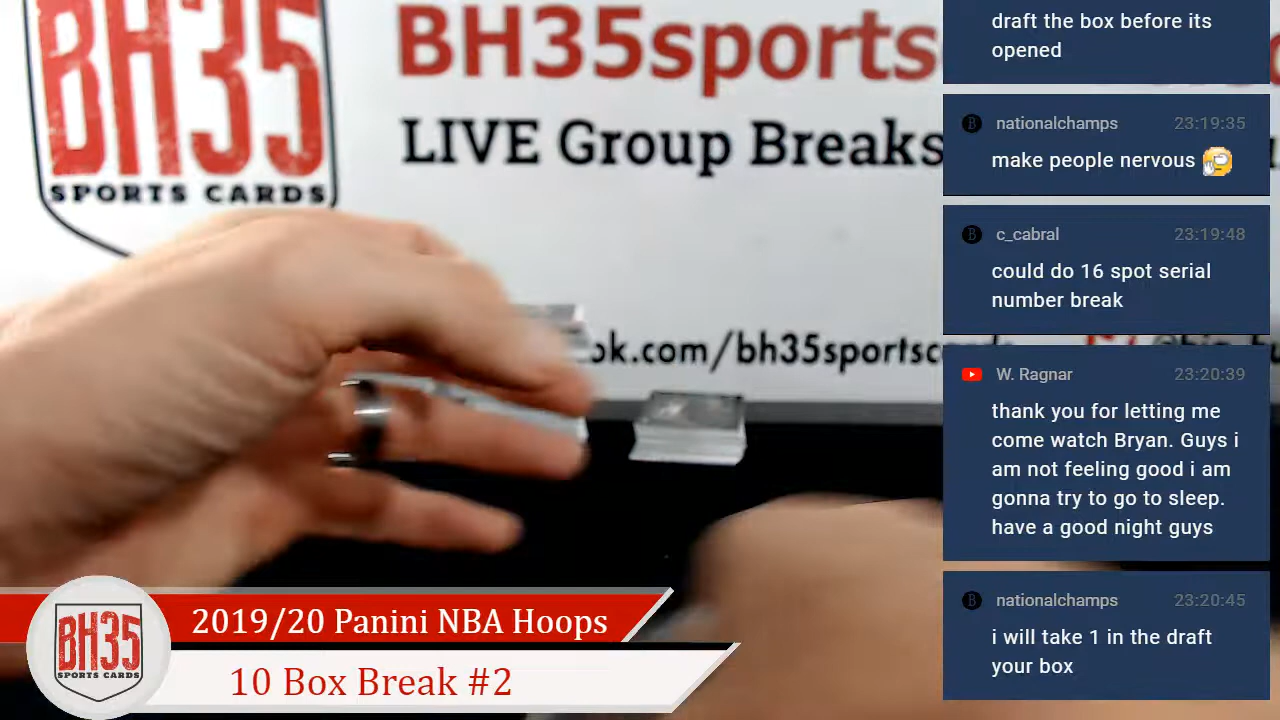 BH35
SPORTS CARDS
BH35sports
LIVE Group Breaks
ok.com/bh35sportsc
draft the box before its
opened
nationalchamps 23:19:35
make people nervous
c_cabral 23:19:48
could do 16 spot serial
number break
W. Ragnar 23:20:39
thank you for letting me
come watch Bryan. Guys i
am not feeling good i am
gonna try to go to sleep.
have a good night guys
nationalchamps 23:20:45
i will take 1 in the draft
your box
BH35
SPORTS CARDS
2019/20 Panini NBA Hoops
10 Box Break #2